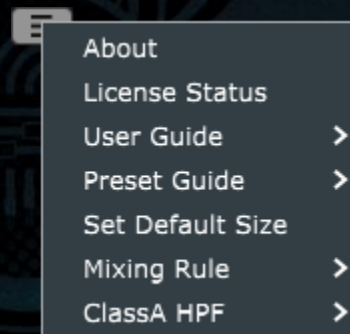 About
License Status
User Guide
Preset Guide
Set Default Size
Mixing Rule
ClassA HPF